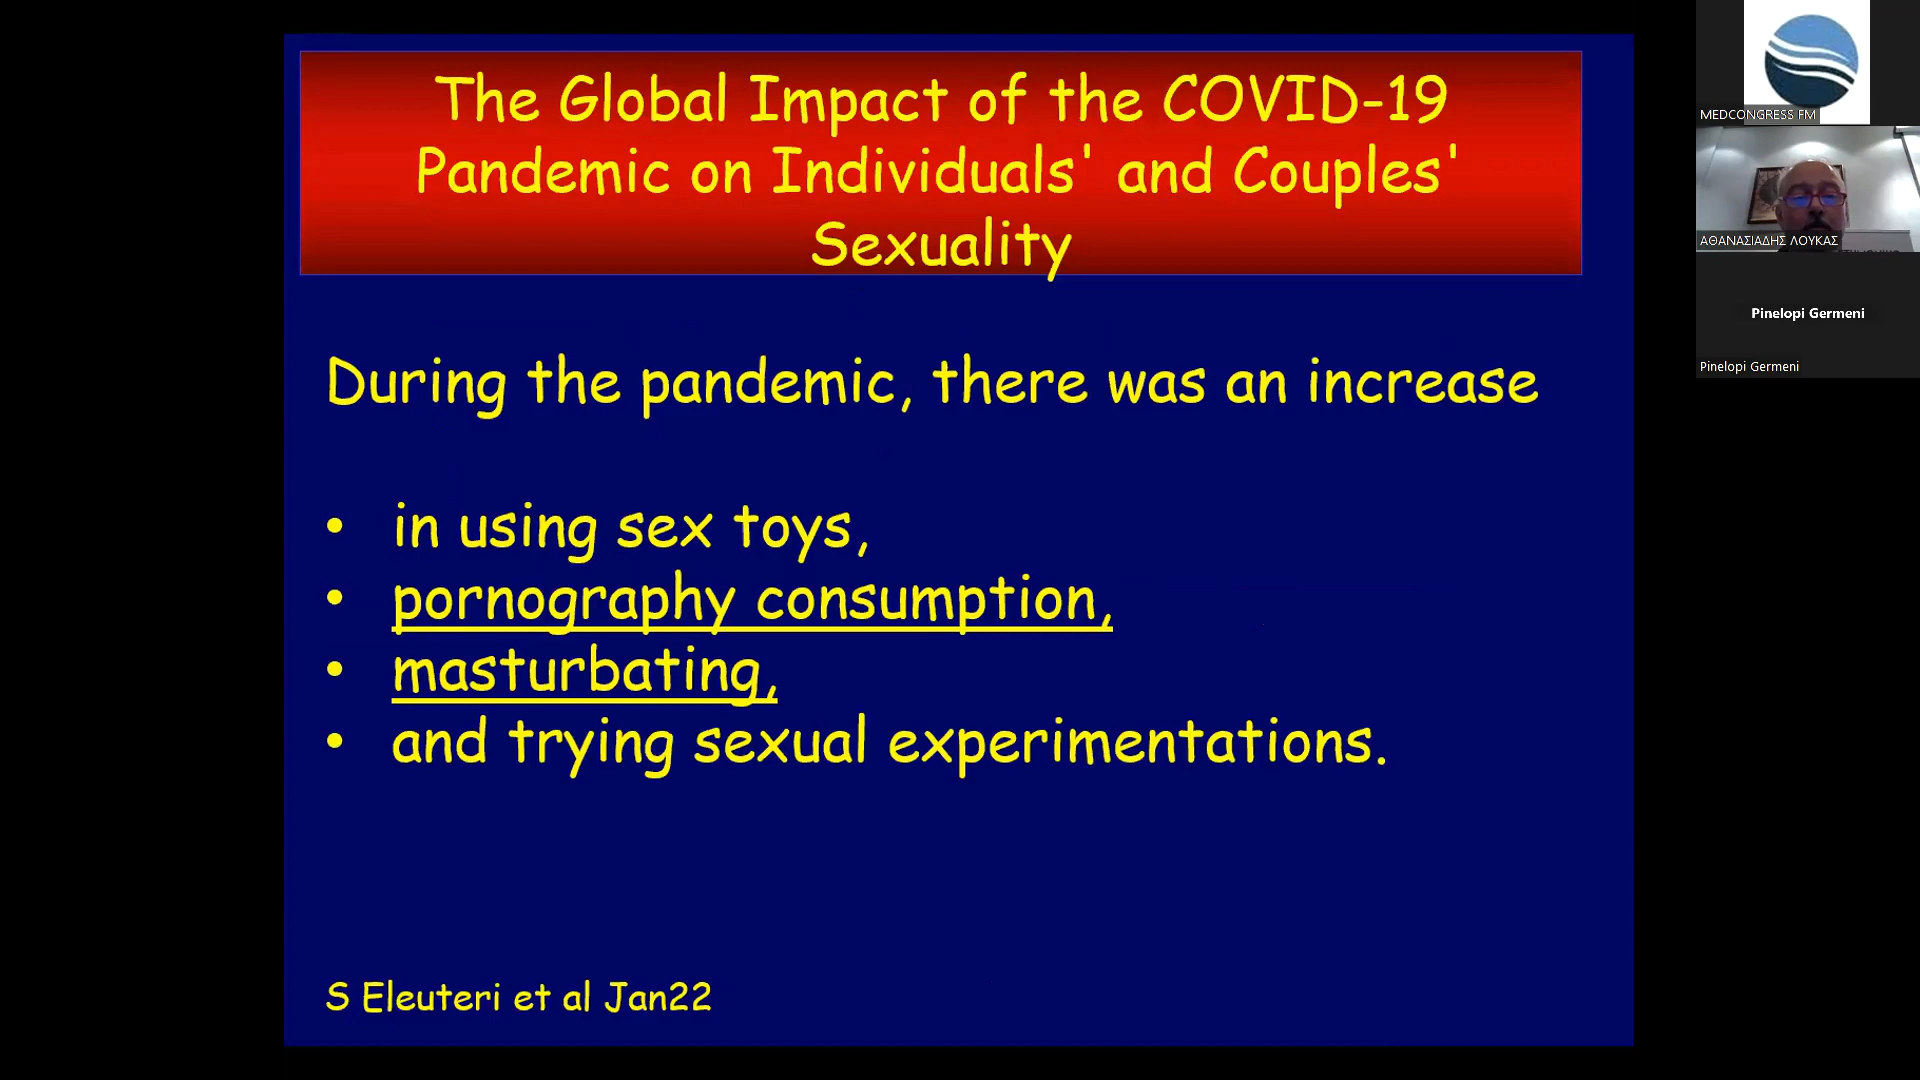 The Global Impact of the COVID-19
Pandemic on Individuals' and Couples'
Sexuality
During the pandemic, there was an increase
• in using sex toys,
• pornography consumption,
• masturbating,
• and trying sexual experimentations.
S Eleuteri et al Jan22
MEDCONGRESS FM
ΑΘΑΝΑΣΙΑΔΗΣ ΛΟΥΚΑΣ
Pinelopi Germeni
Pinelopi Germeni